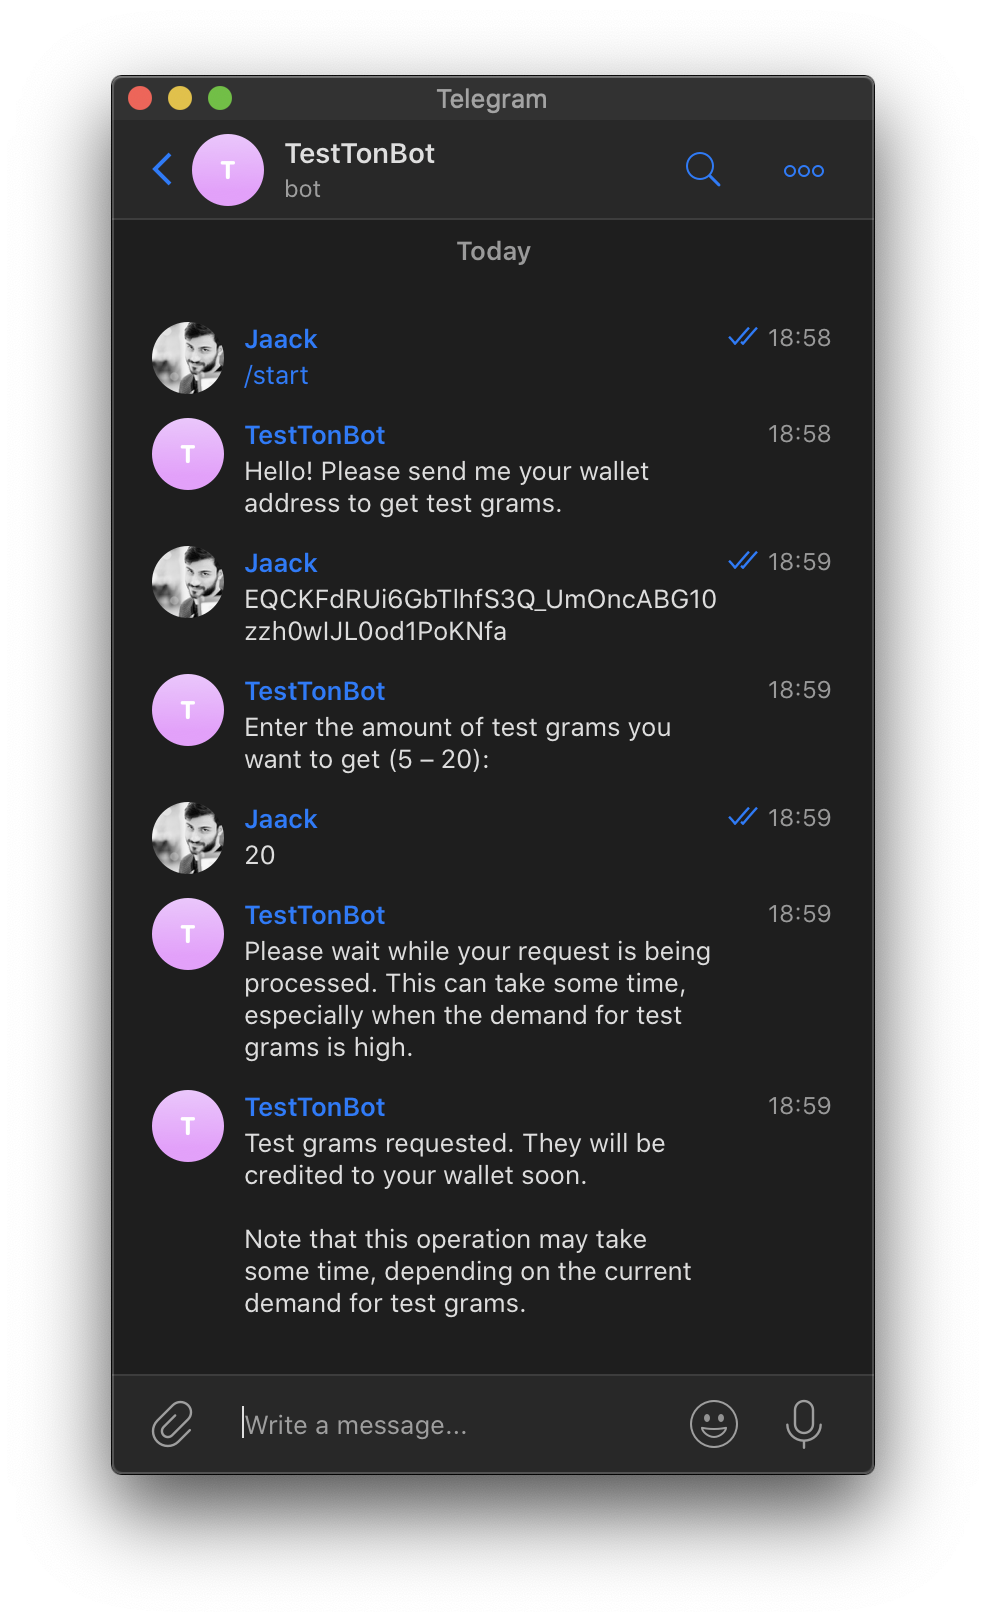 Telegram
T
TestTonBot
bot
Today
Jaack
18:58
/start
T
TestTonBot
18:58
Hello! Please send me your wallet
address to get test grams.
Jaack
18:59
EQCKFdRUi6GbTlhfS3Q_UmOncABG10
zzh0wIJL0od1PoKNfa
T
TestTonBot
18:59
Enter the amount of test grams you
want to get (5 – 20):
Jaack
18:59
20
T
TestTonBot
18:59
Please wait while your request is being
processed. This can take some time,
especially when the demand for test
grams is high.
T
TestTonBot
18:59
Test grams requested. They will be
credited to your wallet soon.
Note that this operation may take
some time, depending on the current
demand for test grams.
Write a message...